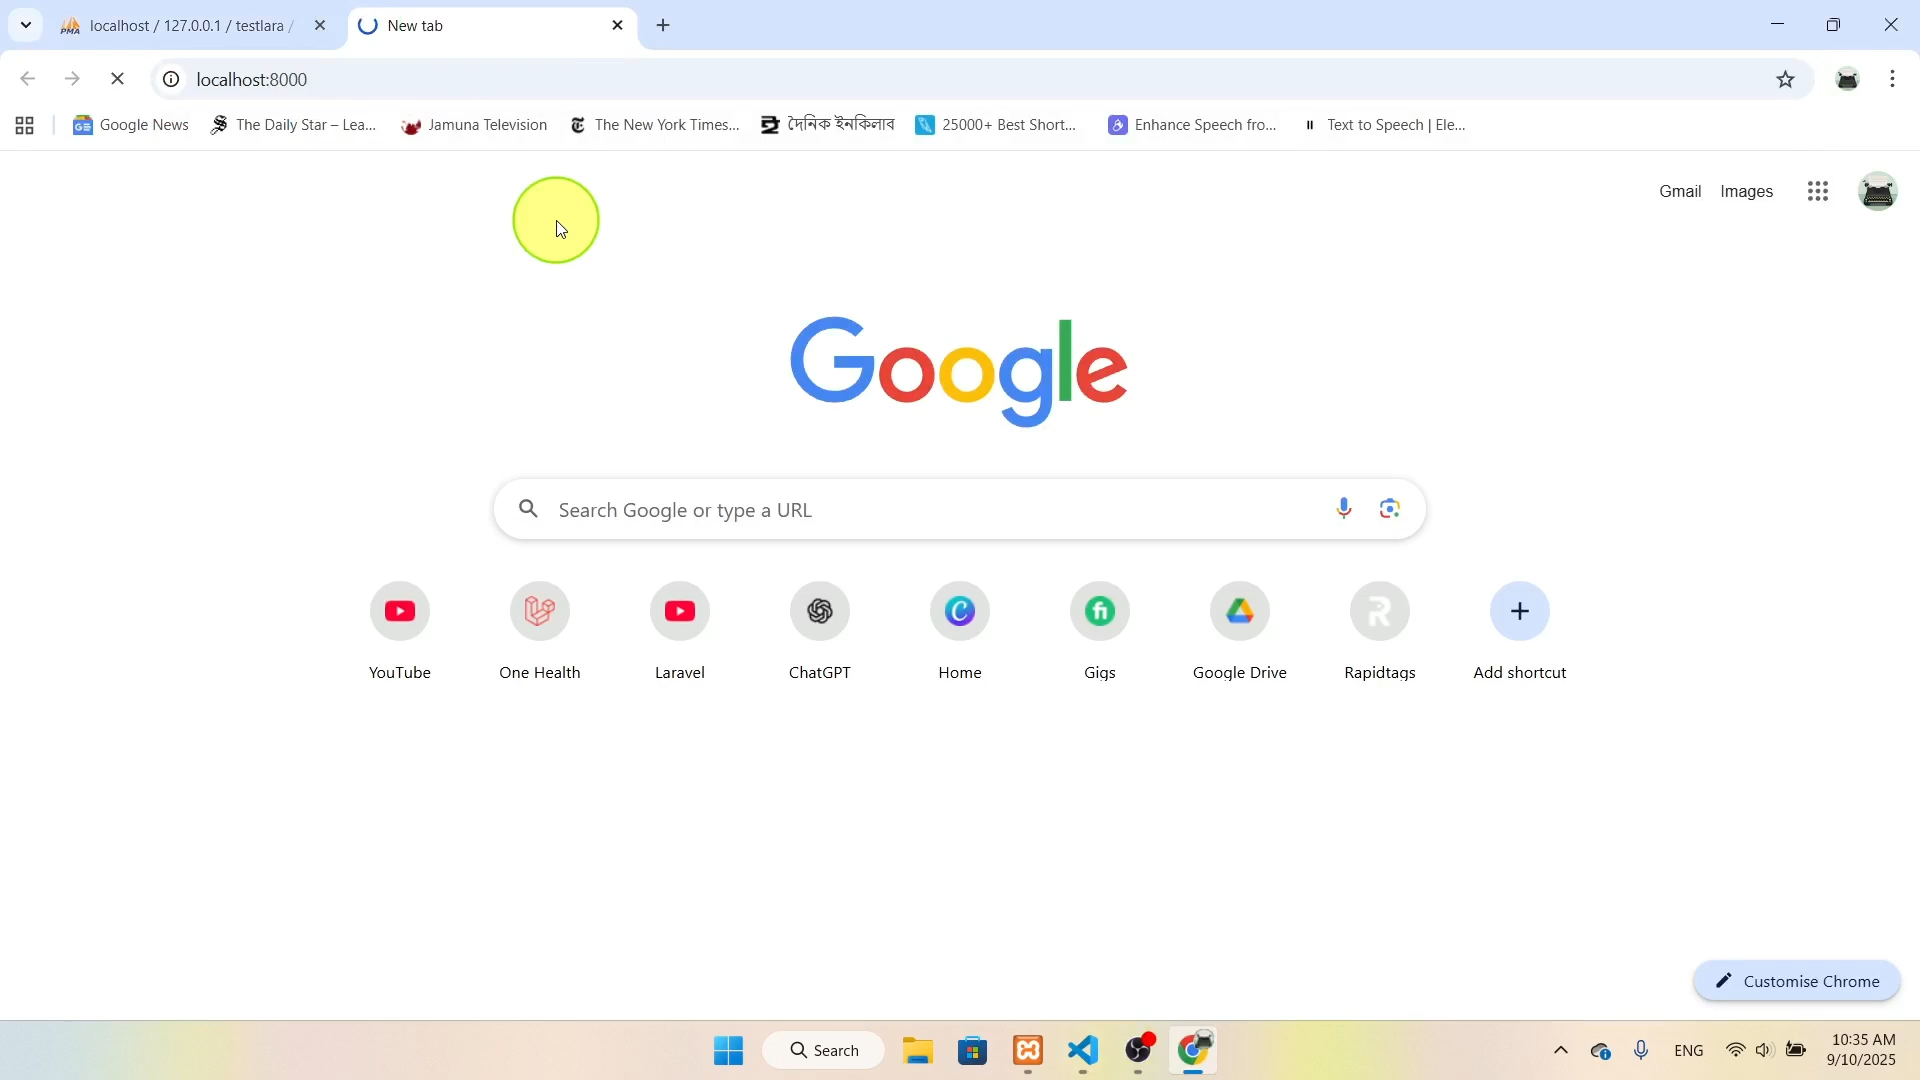 localhost / 127.0.0.1 / testlara /
New tab
localhost:8000
Google News
The Daily Star – Lea...
Jamuna Television
The New York Times...
দৈনিক ইনকিলাব
25000+ Best Short...
Enhance Speech fro...
Text to Speech | Ele...
Gmail
Images
Google
Search Google or type a URL
YouTube
One Health
Laravel
ChatGPT
Home
Gigs
Google Drive
Rapidtags
Add shortcut
Customise Chrome
Search
ENG
10:35 AM
9/10/2025